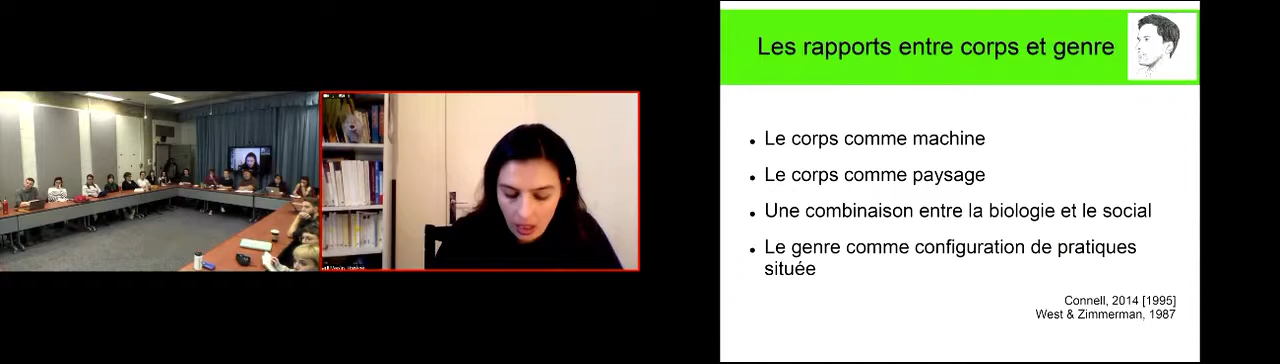 Les rapports entre corps et genre
Le corps comme machine
Le corps comme paysage
Une combinaison entre la biologie et le social
Le genre comme configuration de pratiques
située
Connell, 2014 [1995]
West & Zimmerman, 1987